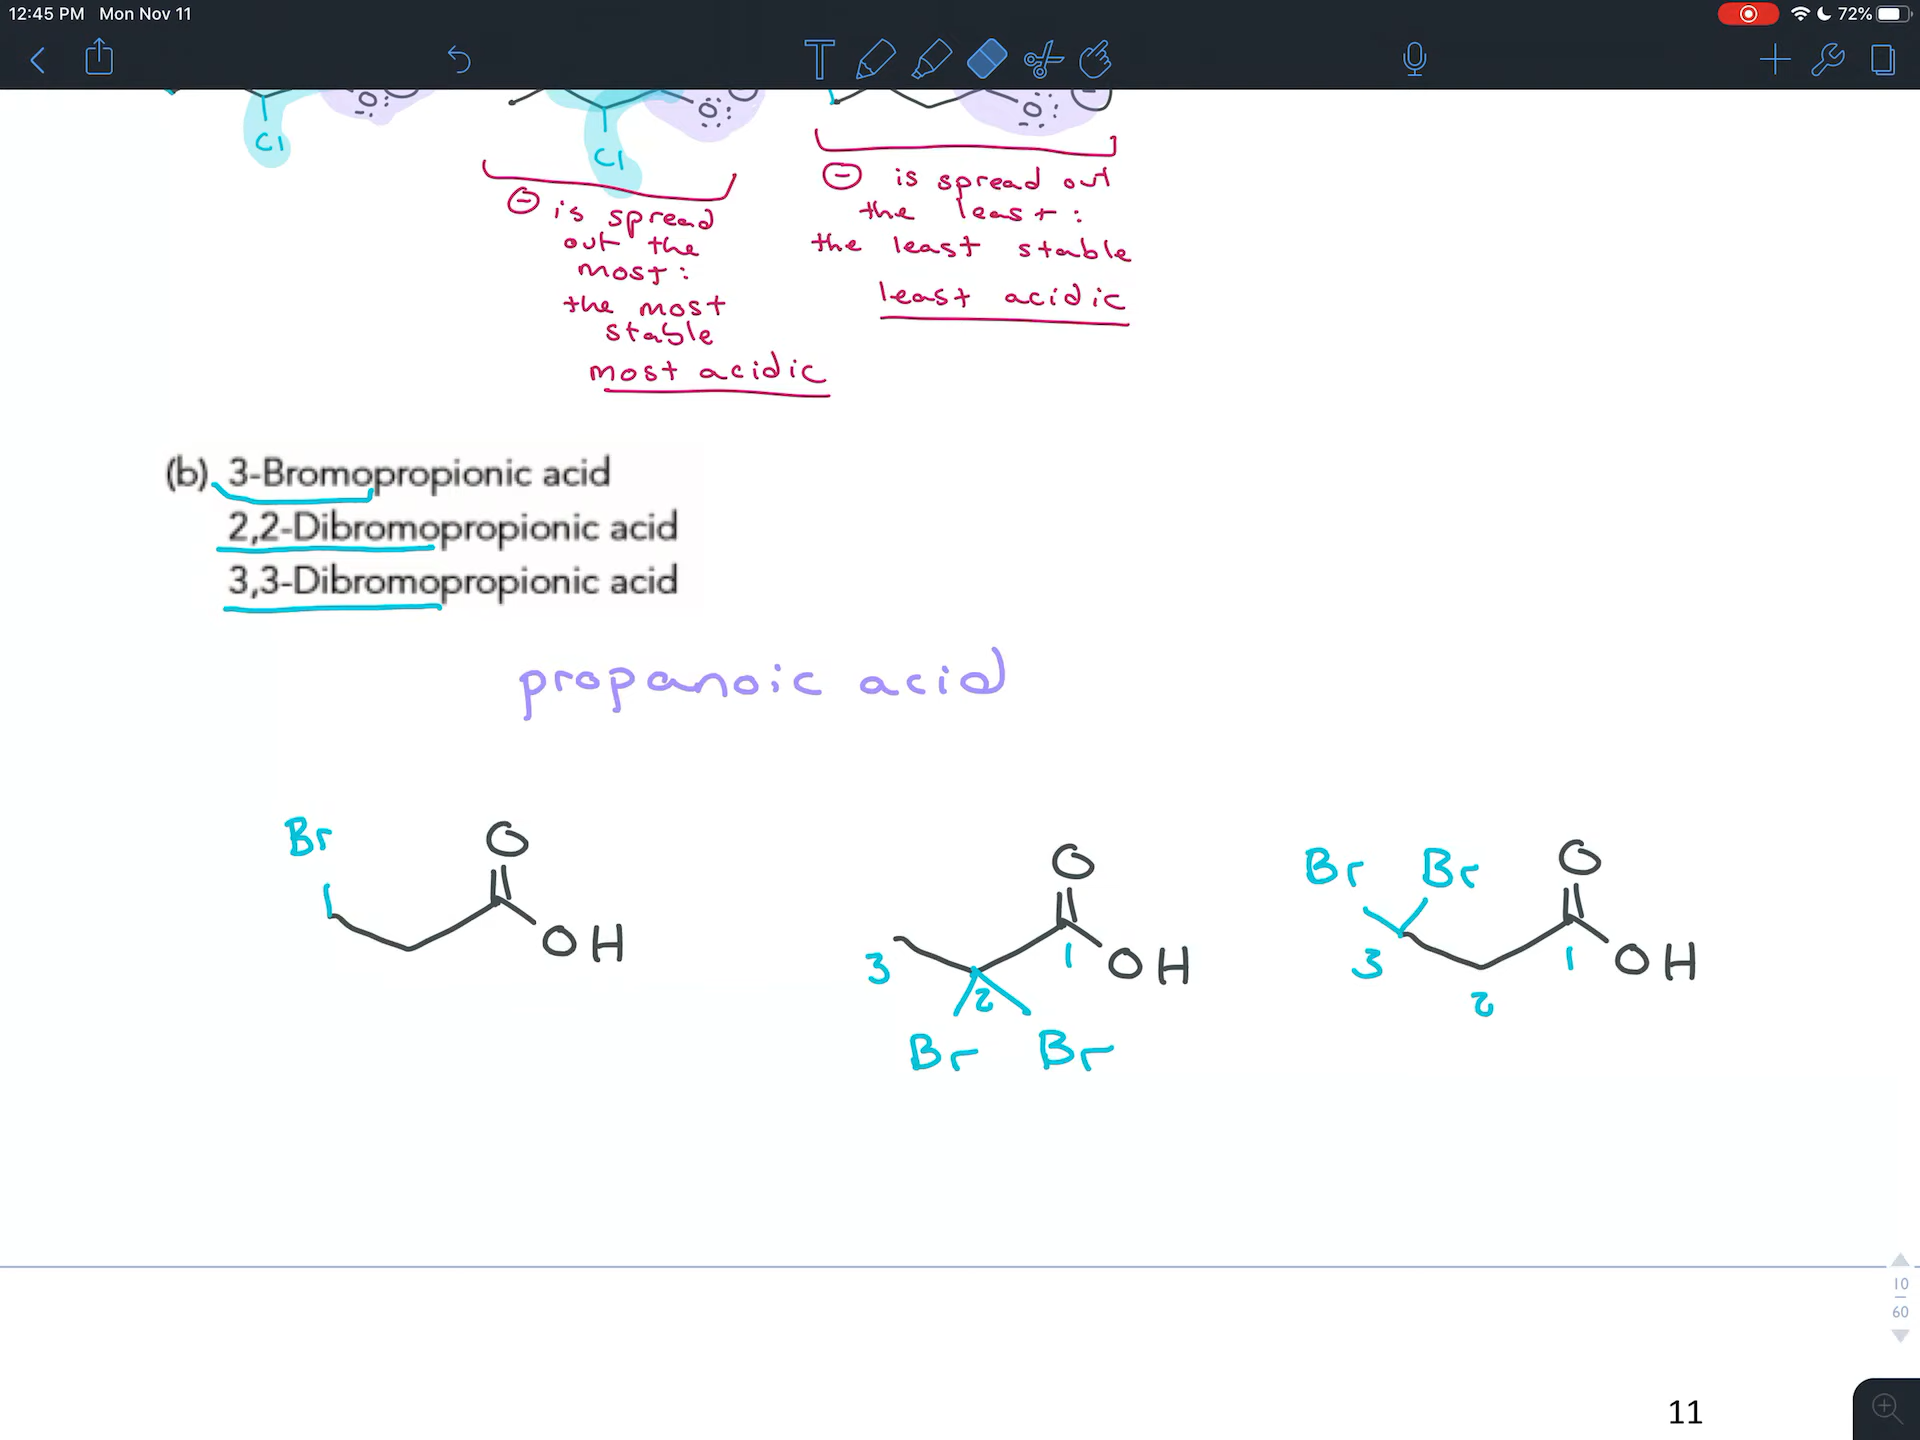 12:45 PM Mon Nov 11
72%
T
O
Cl
O
Cl
O
⊖ is spread
out the
most:
the most
stable
most acidic
⊖ is spread out
the least:
the least stable
least acidic
(b) 3-Bromopropionic acid
2,2-Dibromopropionic acid
3,3-Dibromopropionic acid
propanoic acid
Br
O
OH
O
3
1
OH
2
Br Br
Br Br
O
3
1
OH
2
10
60
11